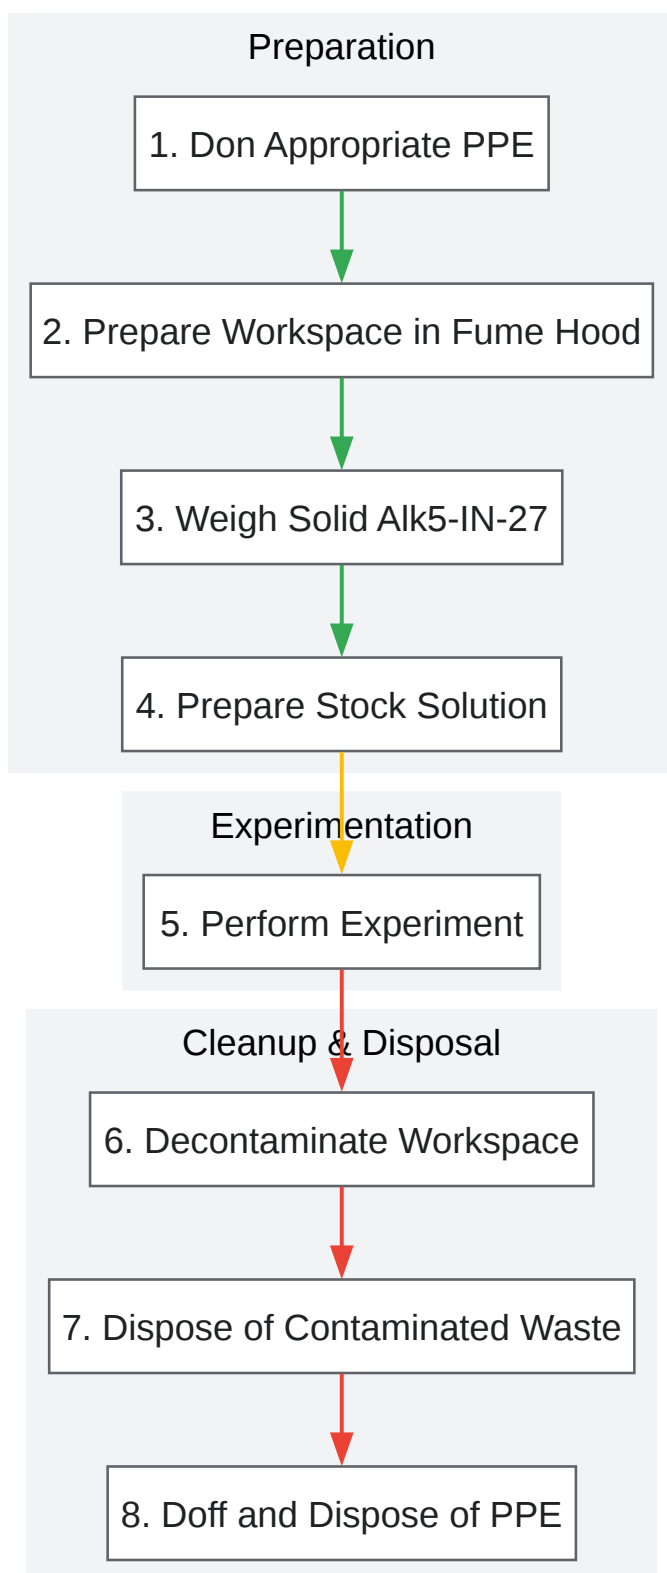 Preparation
1. Don Appropriate PPE
2. Prepare Workspace in Fume Hood
3. Weigh Solid Alk5-IN-27
4. Prepare Stock Solution
Experimentation
5. Perform Experiment
Cleanup & Disposal
6. Decontaminate Workspace
7. Dispose of Contaminated Waste
8. Doff and Dispose of PPE